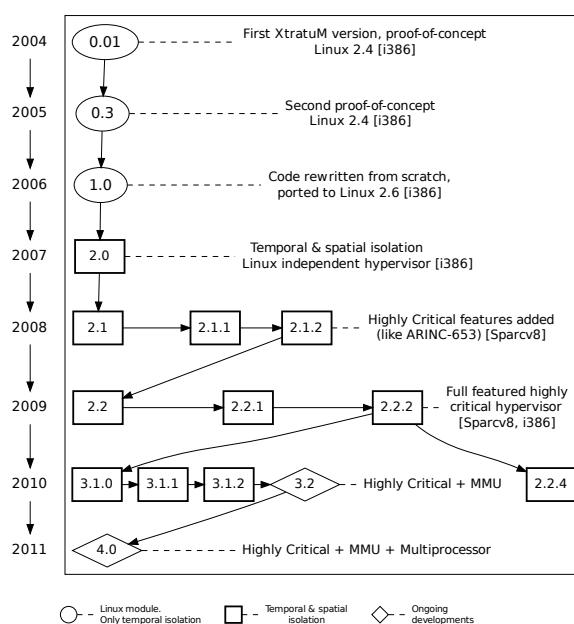 2004
0.01
First XtratuM version, proof-of-concept
Linux 2.4 [i386]
2005
0.3
Second proof-of-concept
Linux 2.4 [i386]
2006
1.0
Code rewritten from scratch,
ported to Linux 2.6 [i386]
2007
2.0
Temporal & spatial isolation
Linux independent hypervisor [i386]
2008
2.1
2.1.1
2.1.2
Highly Critical features added
(like ARINC-653) [Sparcv8]
2009
2.2
2.2.1
2.2.2
Full featured highly
critical hypervisor
[Sparcv8, i386]
2010
3.1.0
3.1.1
3.1.2
3.2
Highly Critical + MMU
2.2.4
2011
4.0
Highly Critical + MMU + Multiprocessor
Linux module.
Only temporal isolation
Temporal & spatial
isolation
Ongoing
developments